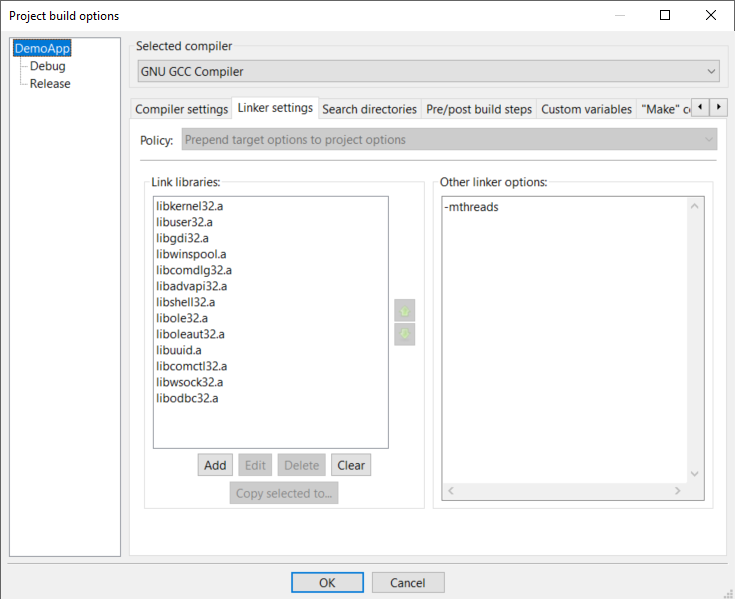 Project build options
DemoApp
Debug
Release
Selected compiler
GNU GCC Compiler
Compiler settings Linker settings Search directories Pre/post build steps Custom variables "Make" c
Policy: Prepend target options to project options
Link libraries:
libkernel32.a
libuser32.a
libgdi32.a
libwinspool.a
libcomdlg32.a
libadvapi32.a
libshell32.a
libole32.a
liboleaut32.a
libuuid.a
libcomctl32.a
libwsock32.a
libodbc32.a
Add Edit Delete Clear
Copy selected to...
Other linker options:
-mthreads
OK Cancel